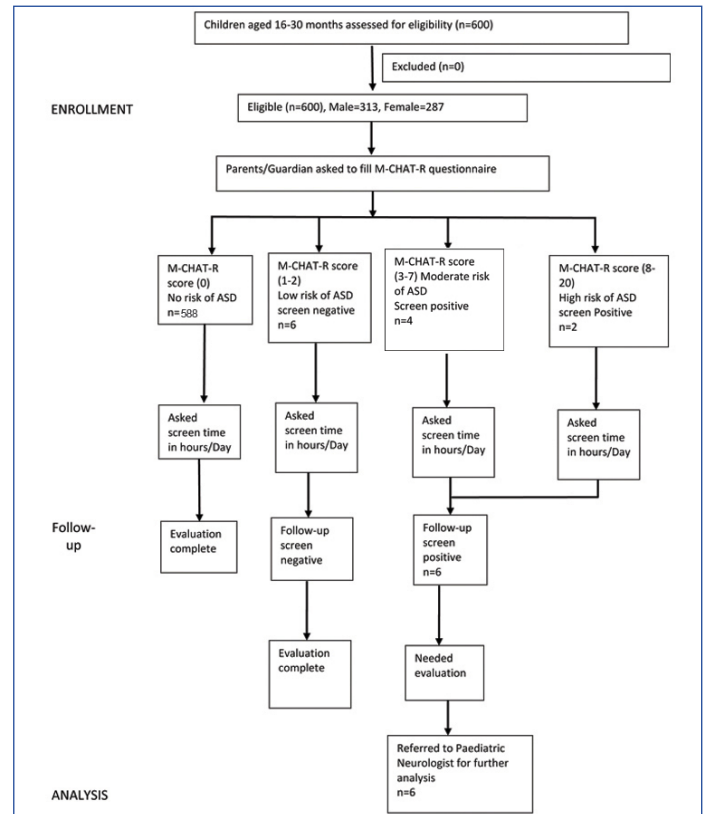 Children aged 16-30 months assessed for eligibility (n=600)
Excluded (n=0)
ENROLLMENT
Eligible (n=600), Male=313, Female=287
Parents/Guardian asked to fill M-CHAT-R questionnaire
M-CHAT-R
score (0)
No risk of ASD
n=588
M-CHAT-R score
(1-2)
Low risk of ASD
screen negative
n=6
M-CHAT-R score
(3-7) Moderate risk
of ASD
Screen positive
n=4
M-CHAT-R score (8-
20)
High risk of ASD
screen Positive
n=2
Asked
screen time
in hours/Day
Asked
screen time
in hours/Day
Asked
screen time
in hours/Day
Asked
screen time
in hours/Day
Follow-
up
Evaluation
complete
Follow-up
screen
negative
Follow-up
screen
positive
n=6
Evaluation
complete
Needed
evaluation
Referred to Paediatric
Neurologist for further
analysis
n=6
ANALYSIS